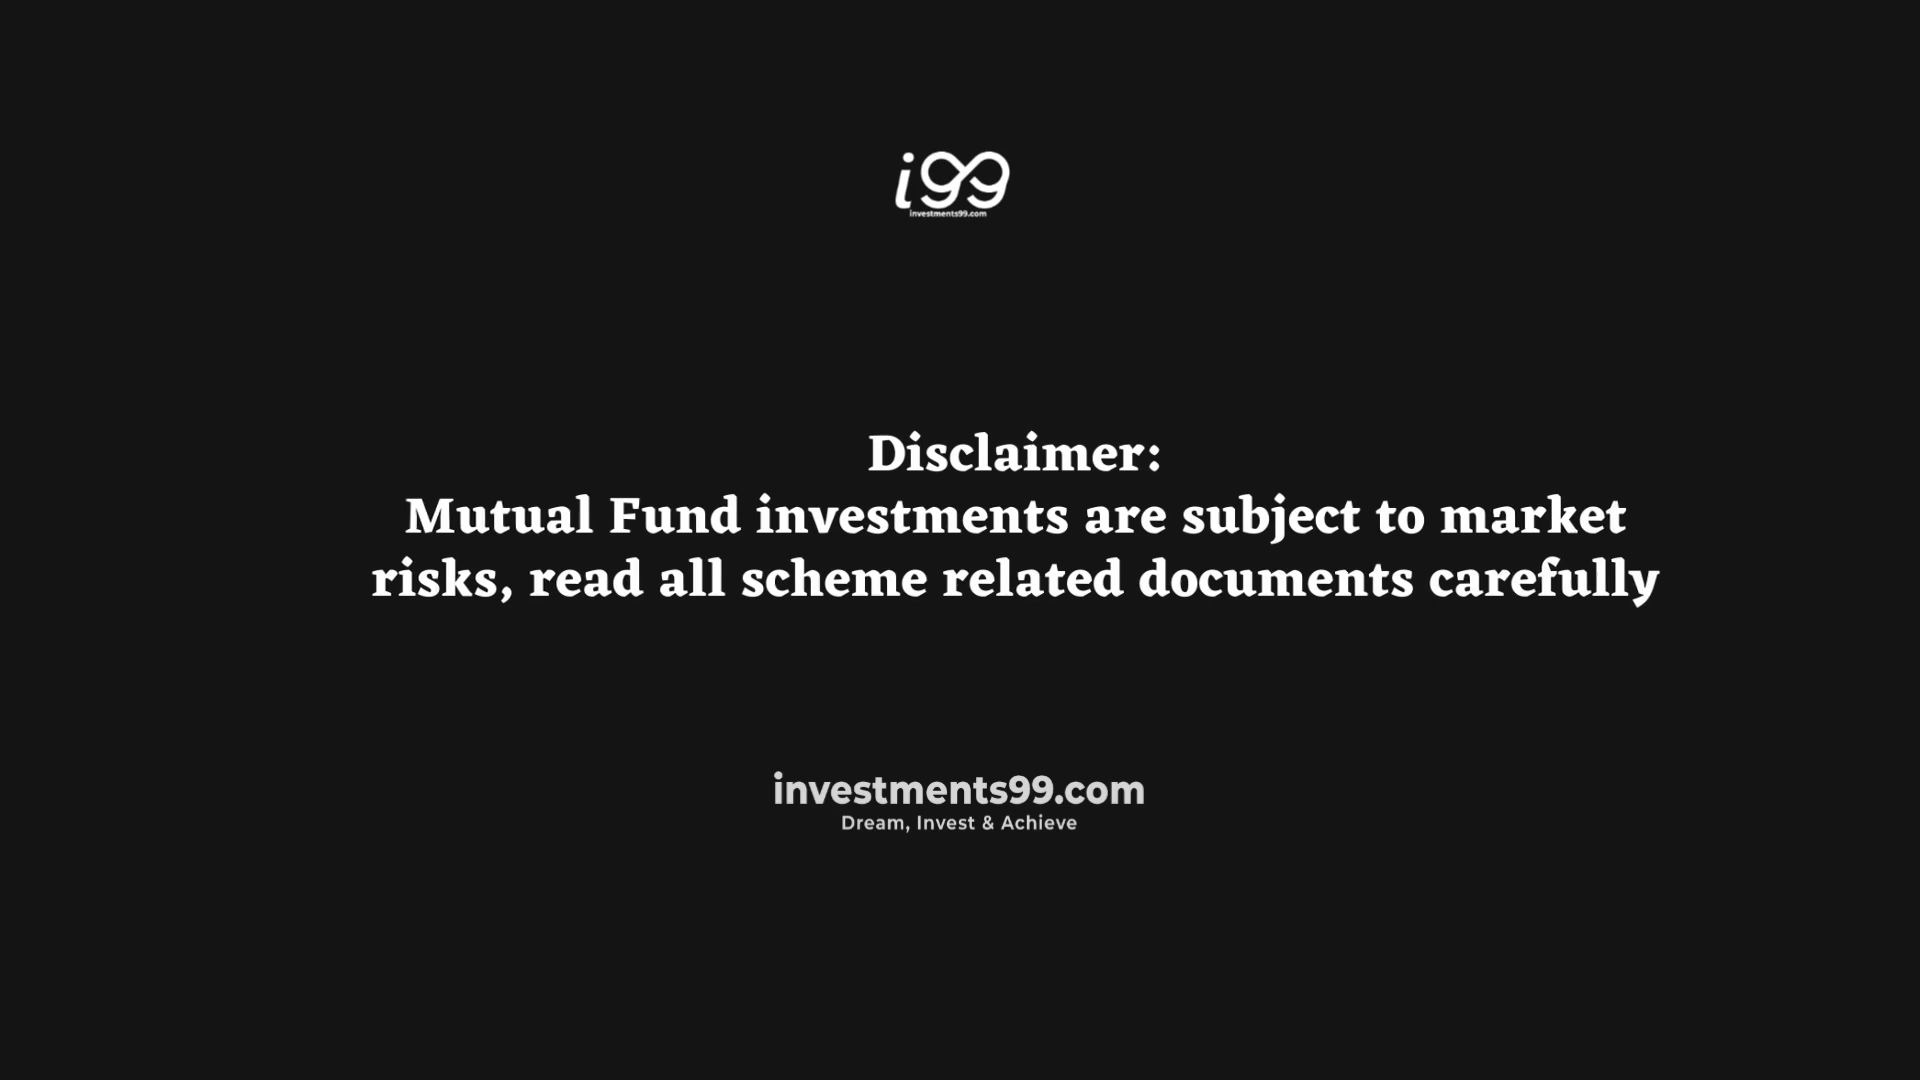 i99
investments99.com
Disclaimer:
Mutual Fund investments are subject to market
risks, read all scheme related documents carefully
investments99.com
Dream, Invest & Achieve